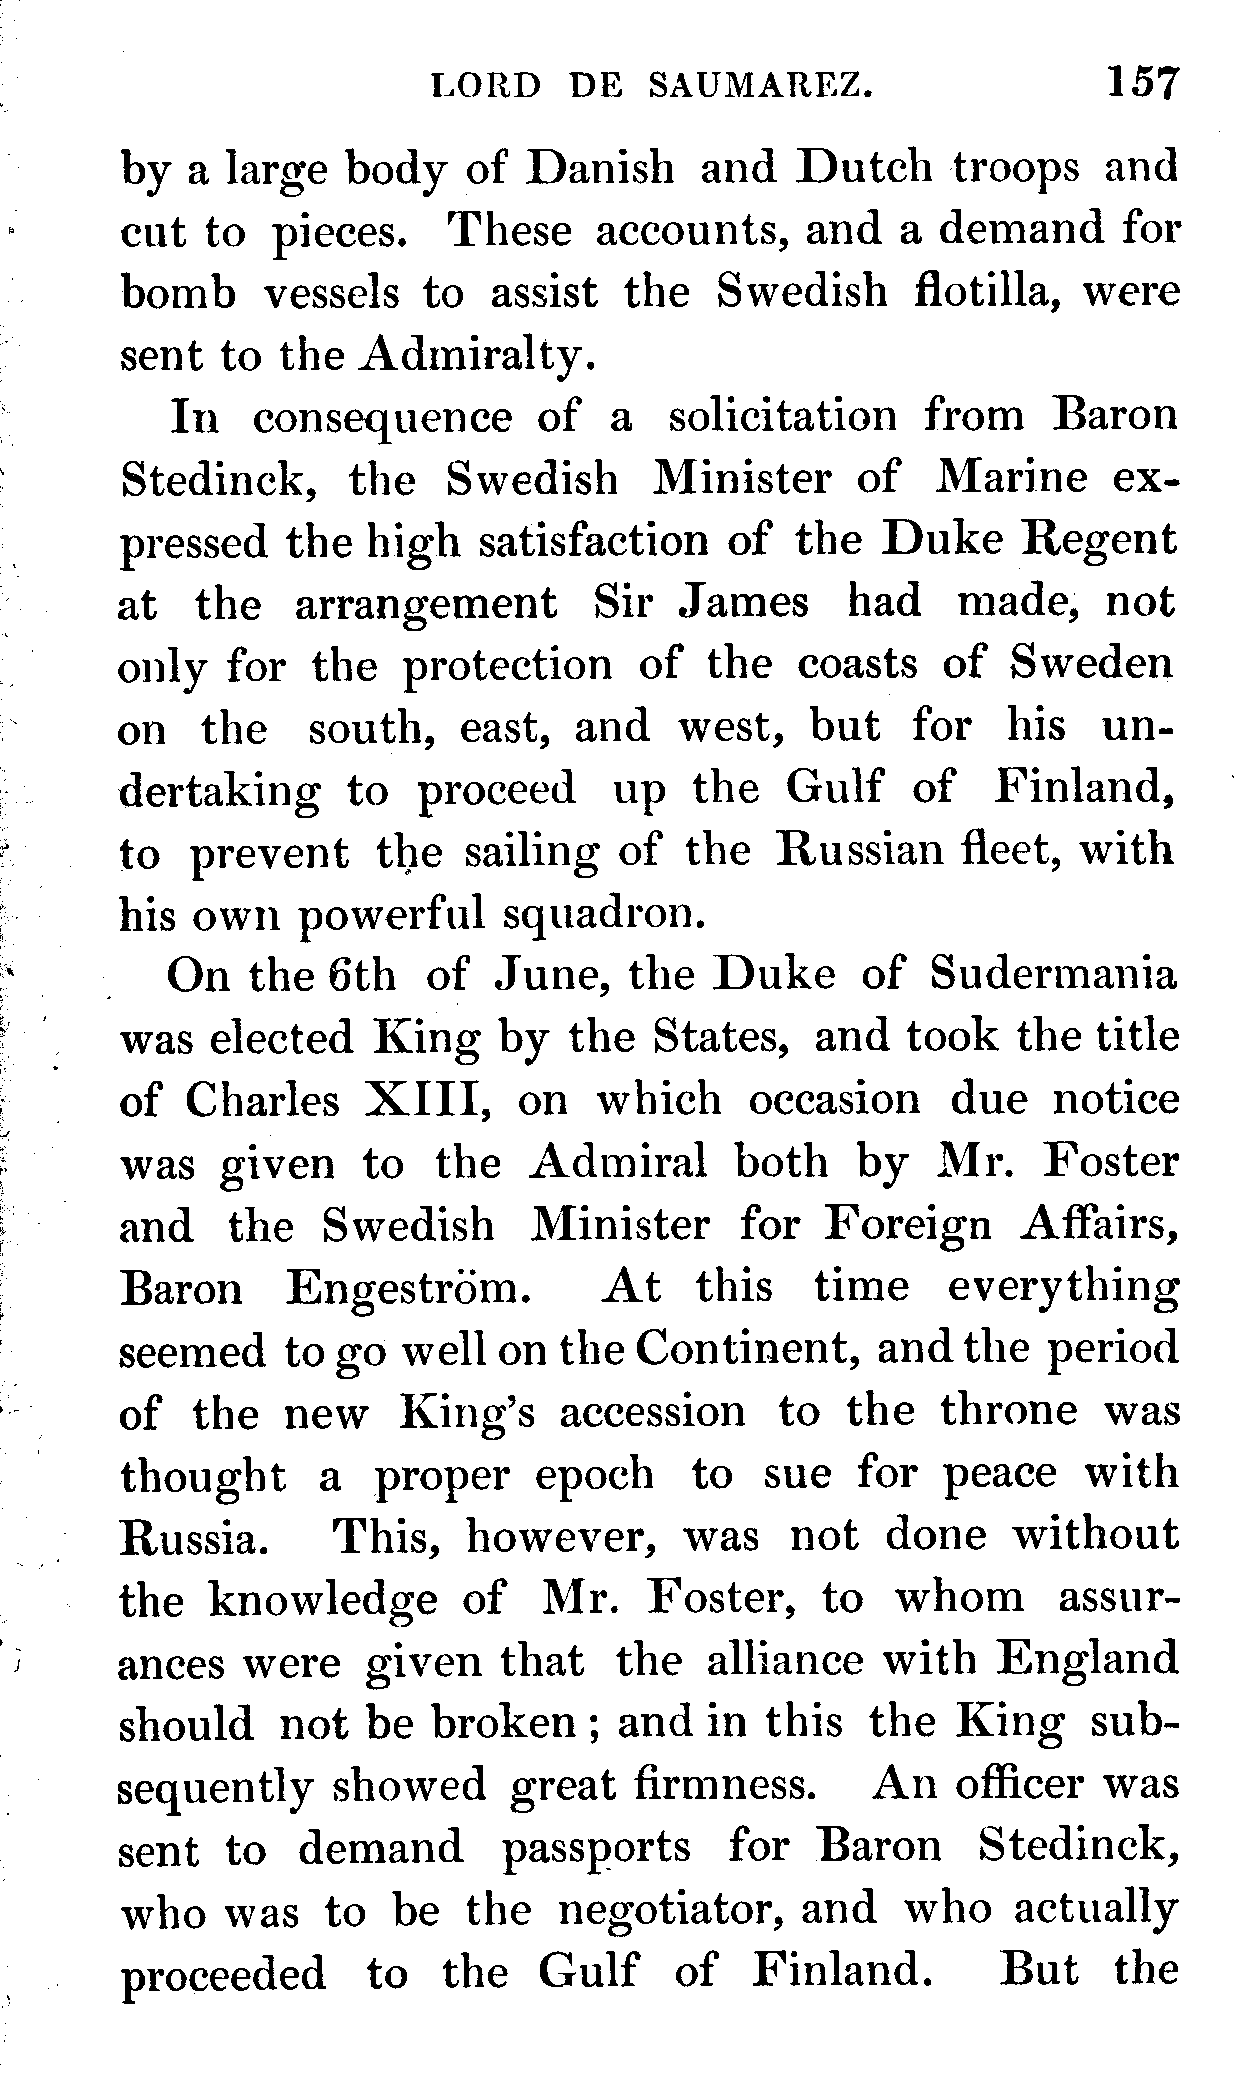 LORD DE SAUMAREZ. 157
by a large body of Danish and Dutch troops and
cut to pieces. These accounts, and a demand for
bomb vessels to assist the Swedish flotilla, were
sent to the Admiralty.
In consequence of a solicitation from Baron
Stedinck, the Swedish Minister of Marine ex-
pressed the high satisfaction of the Duke Regent
at the arrangement Sir James had made, not
only for the protection of the coasts of Sweden
on the south, east, and west, but for his un-
dertaking to proceed up the Gulf of Finland,
to prevent the sailing of the Russian fleet, with
his own powerful squadron.
On the 6th of June, the Duke of Sudermania
was elected King by the States, and took the title
of Charles XIII, on which occasion due notice
was given to the Admiral both by Mr. Foster
and the Swedish Minister for Foreign Affairs,
Baron Engeström. At this time everything
seemed to go well on the Continent, and the period
of the new King's accession to the throne was
thought a proper epoch to sue for peace with
Russia. This, however, was not done without
the knowledge of Mr. Foster, to whom assur-
ances were given that the alliance with England
should not be broken ; and in this the King sub-
sequently showed great firmness. An officer was
sent to demand passports for Baron Stedinck,
who was to be the negotiator, and who actually
proceeded to the Gulf of Finland. But the